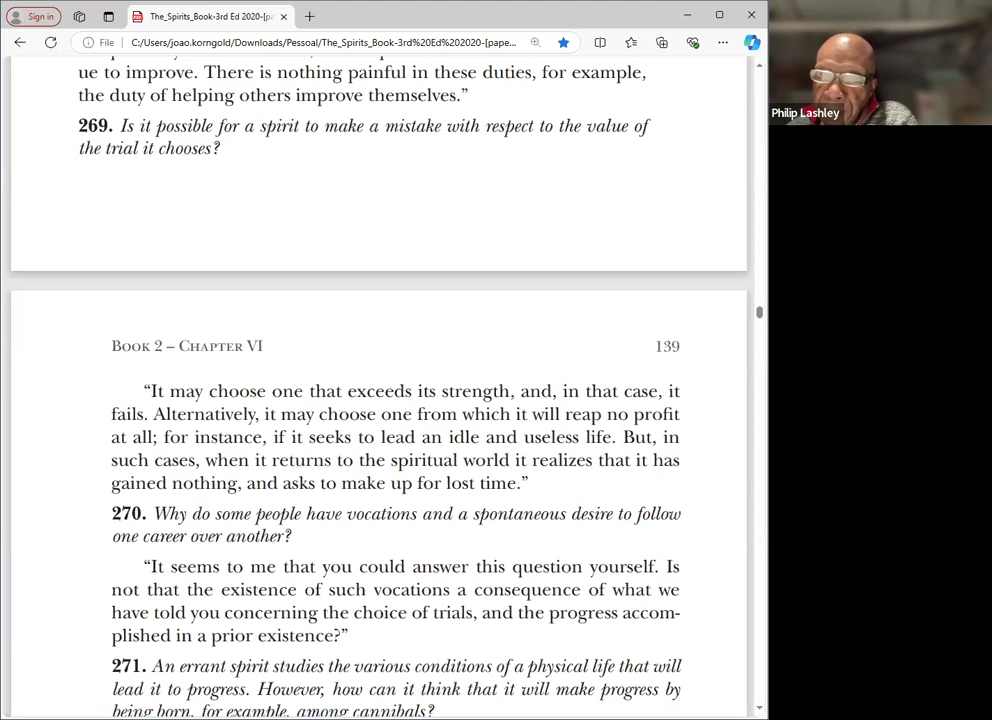 Sign in
The_Spirits_Book-3rd Ed 2020-[pa
File
C:/Users/joao.korngold/Downloads/Pessoal/The_Spirits_Book-3rd%20Ed%202020-[pape...
ue to improve. There is nothing painful in these duties, for example,
the duty of helping others improve themselves.”
269. Is it possible for a spirit to make a mistake with respect to the value of
the trial it chooses?
Book 2 – Chapter VI
139
“It may choose one that exceeds its strength, and, in that case, it
fails. Alternatively, it may choose one from which it will reap no profit
at all; for instance, if it seeks to lead an idle and useless life. But, in
such cases, when it returns to the spiritual world it realizes that it has
gained nothing, and asks to make up for lost time.”
270. Why do some people have vocations and a spontaneous desire to follow
one career over another?
“It seems to me that you could answer this question yourself. Is
not that the existence of such vocations a consequence of what we
have told you concerning the choice of trials, and the progress accom-
plished in a prior existence?”
271. An errant spirit studies the various conditions of a physical life that will
lead it to progress. However, how can it think that it will make progress by
being born, for example, among cannibals?
Philip Lashley